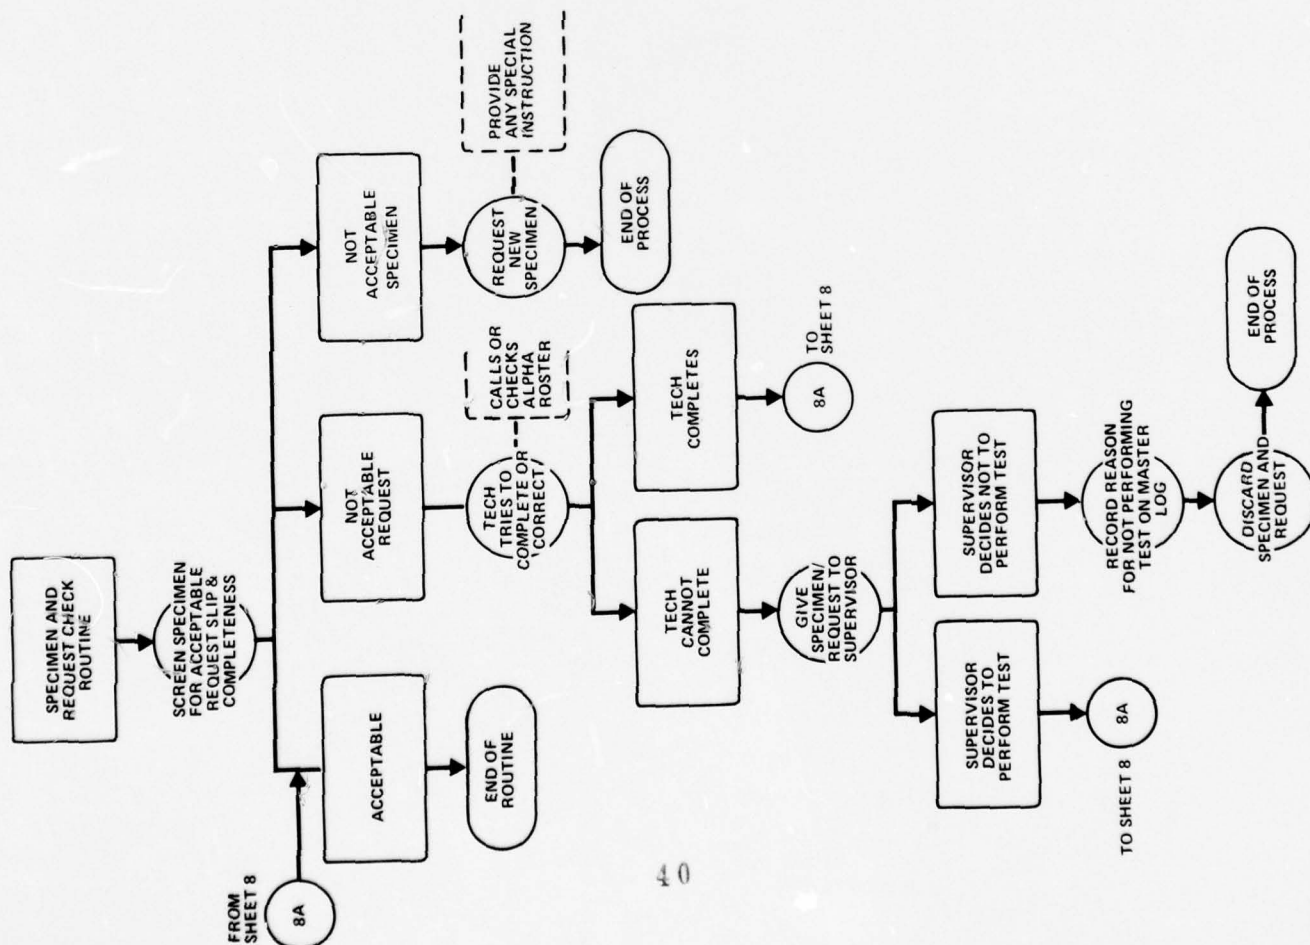 SPECIMEN AND
REQUEST CHECK
ROUTINE
SCREEN SPECIMEN
FOR ACCEPTABLE
REQUEST SLIP &
COMPLETENESS
FROM
SHEET 8
8A
ACCEPTABLE
END OF
ROUTINE
NOT
ACCEPTABLE
REQUEST
TECH
TRIES TO
COMPLETE OR
CORRECT
CALLS OR
CHECKS
ALPHA
ROSTER
NOT
ACCEPTABLE
SPECIMEN
REQUEST
NEW
SPECIMEN
PROVIDE
ANY SPECIAL
INSTRUCTION
END OF
PROCESS
TECH
CANNOT
COMPLETE
TECH
COMPLETES
8A
TO
SHEET 8
GIVE
SPECIMEN/
REQUEST TO
SUPERVISOR
SUPERVISOR
DECIDES TO
PERFORM TEST
8A
TO SHEET 8
SUPERVISOR
DECIDES NOT TO
PERFORM TEST
RECORD REASON
FOR NOT PERFORMING
TEST ON MASTER
LOG
DISCARD
SPECIMEN AND
REQUEST
END OF
PROCESS
40